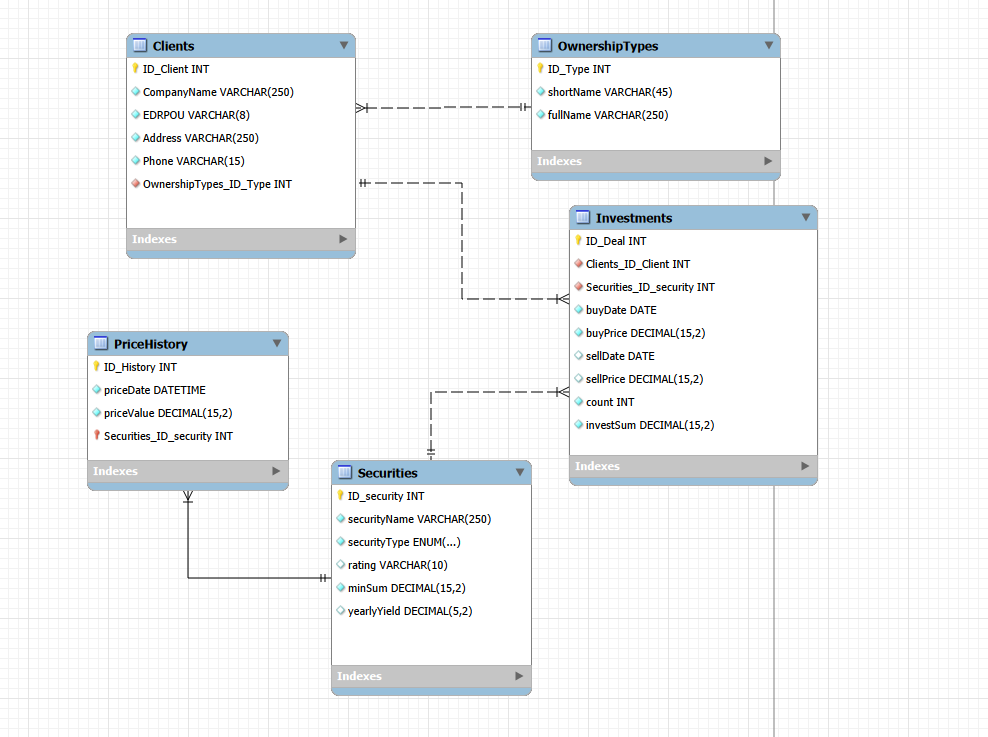 Clients
ID_Client INT
CompanyName VARCHAR(250)
EDRPOU VARCHAR(8)
Address VARCHAR(250)
Phone VARCHAR(15)
OwnershipTypes_ID_Type INT
Indexes
OwnershipTypes
ID_Type INT
shortName VARCHAR(45)
fullName VARCHAR(250)
Indexes
Investments
ID_Deal INT
Clients_ID_Client INT
Securities_ID_security INT
buyDate DATE
buyPrice DECIMAL(15,2)
sellDate DATE
sellPrice DECIMAL(15,2)
count INT
investSum DECIMAL(15,2)
Indexes
PriceHistory
ID_History INT
priceDate DATETIME
priceValue DECIMAL(15,2)
Securities_ID_security INT
Indexes
Securities
ID_security INT
securityName VARCHAR(250)
securityType ENUM(...)
rating VARCHAR(10)
minSum DECIMAL(15,2)
yearlyYield DECIMAL(5,2)
Indexes